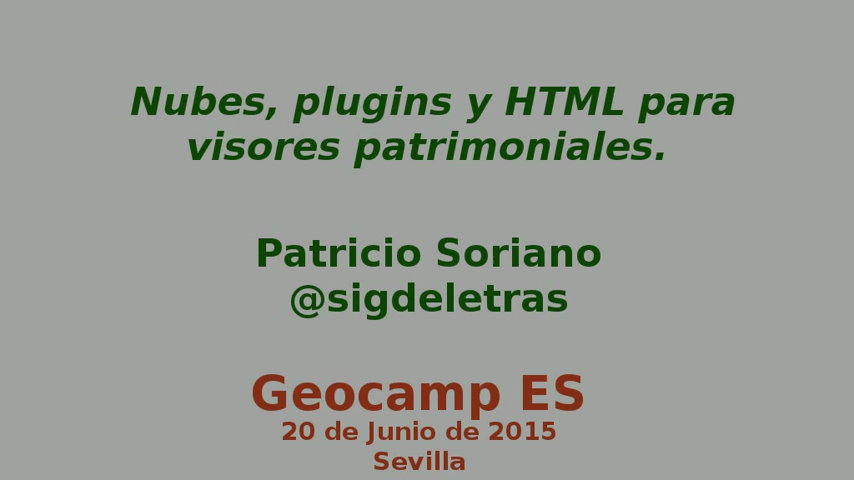 Nubes, plugins y HTML para
visores patrimoniales.
Patricio Soriano
@sigdeletras
Geocamp ES
20 de Junio de 2015
Sevilla